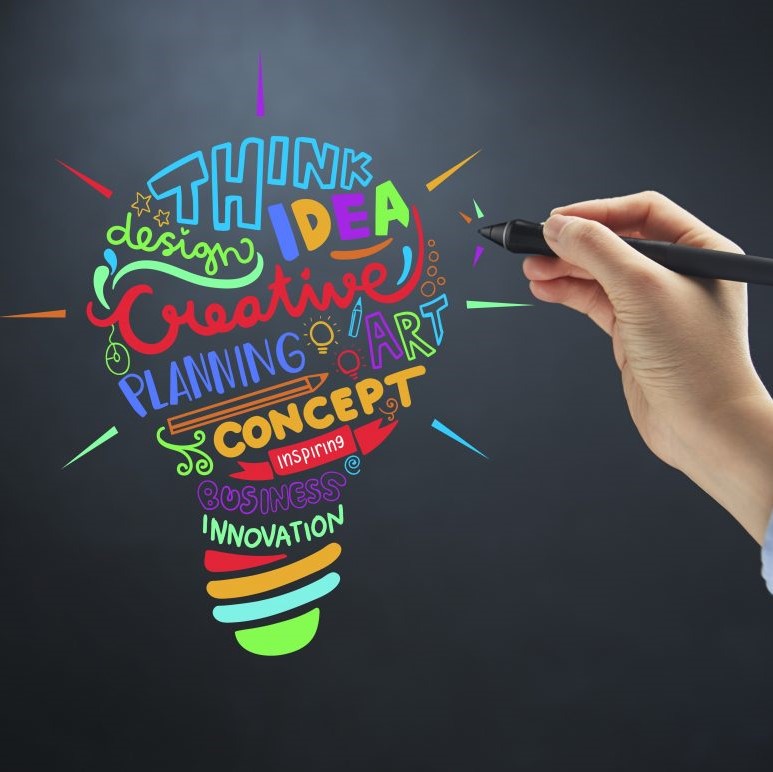 THINK
IDEA
design
Creative
ART
PLANNING
CONCEPT
inspiring
BUSINESS
INNOVATION